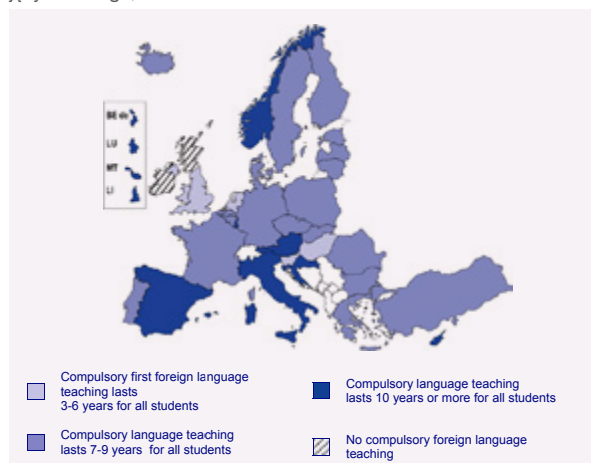 BE de
LU
MT
LI
Compulsory first foreign language
teaching lasts
3-6 years for all students
Compulsory language teaching
lasts 10 years or more for all students
Compulsory language teaching
lasts 7-9 years for all students
No compulsory foreign language
teaching